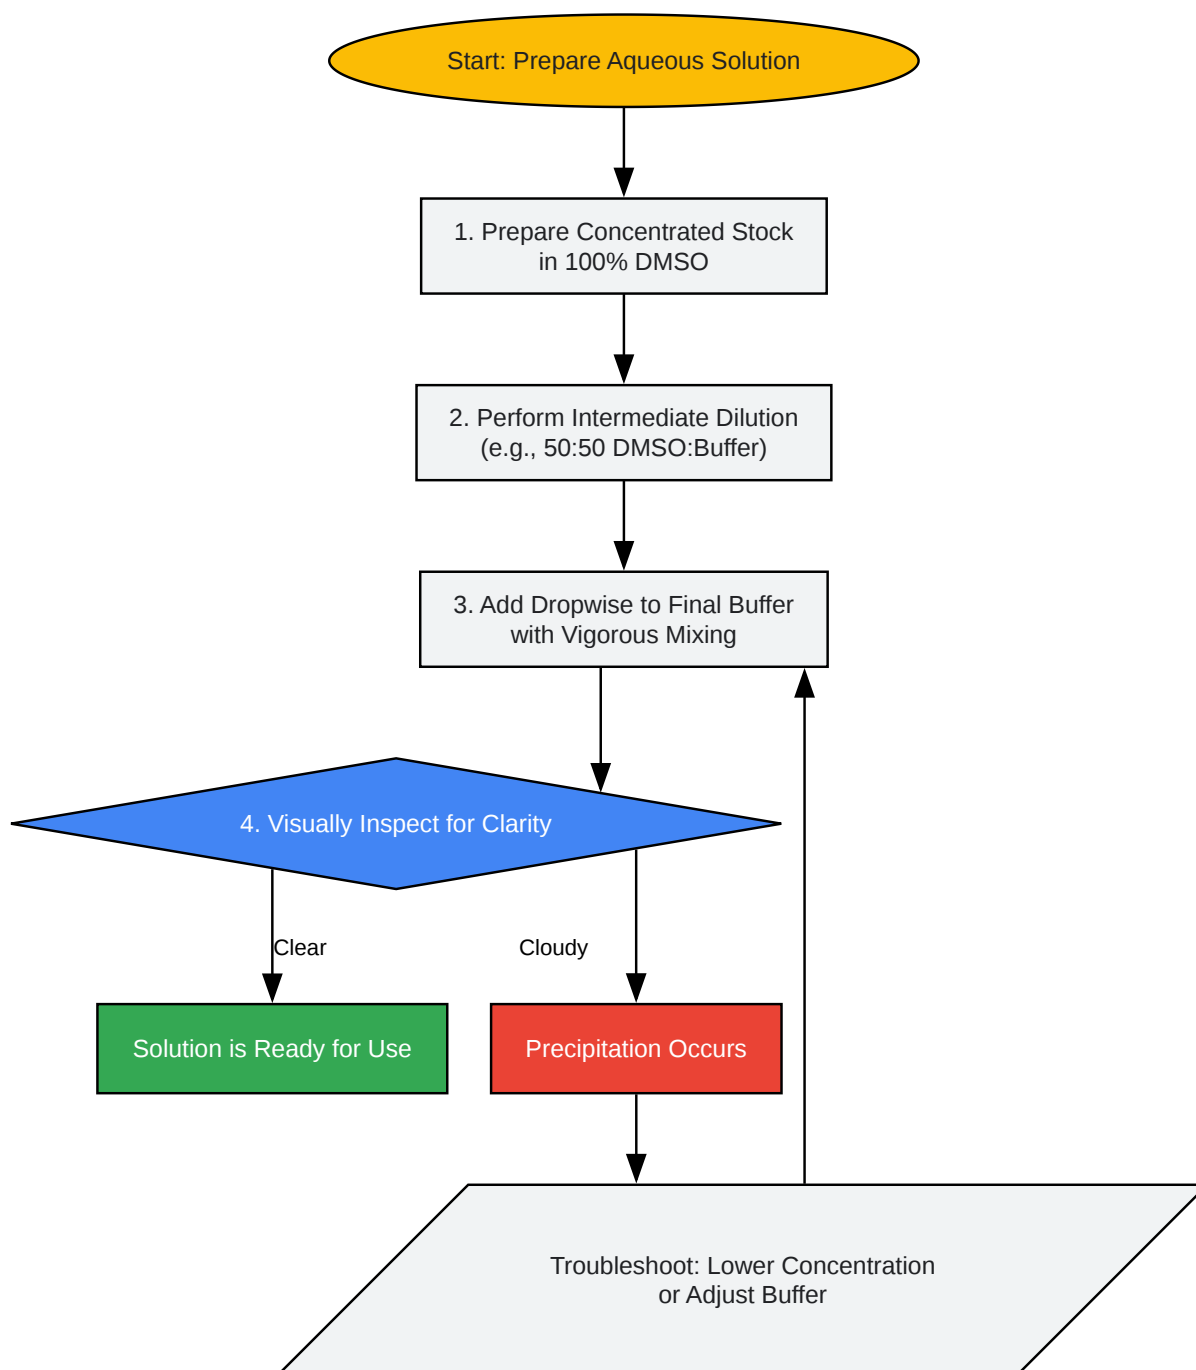 Start: Prepare Aqueous Solution
1. Prepare Concentrated Stock
in 100% DMSO
2. Perform Intermediate Dilution
(e.g., 50:50 DMSO:Buffer)
3. Add Dropwise to Final Buffer
with Vigorous Mixing
4. Visually Inspect for Clarity
Clear
Cloudy
Solution is Ready for Use
Precipitation Occurs
Troubleshoot: Lower Concentration
or Adjust Buffer